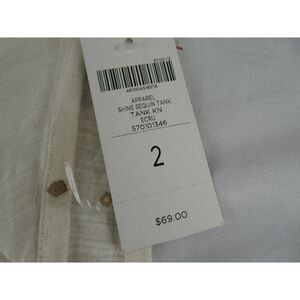 APPAREL
SHINE SEQUIN TANK
TANK KN
ECRU
570101346
2
$69.00